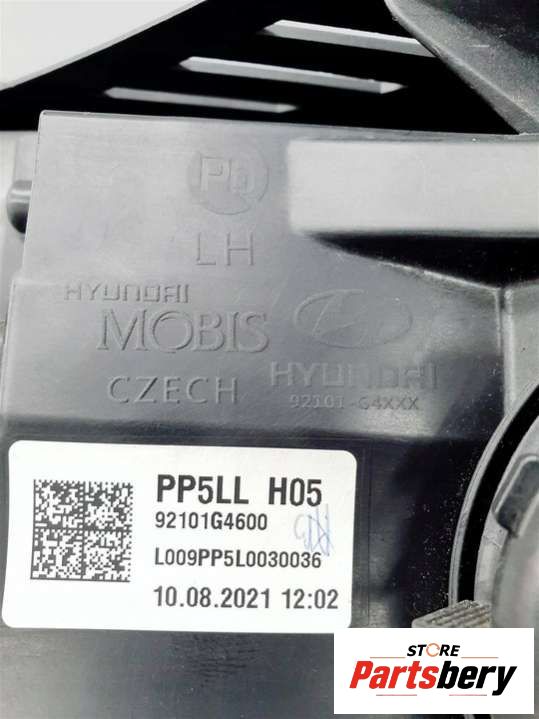 Pb
LH
HYUNDAI
MOBIS
CZECH
HYUNDAI
92101-G4XXX
PP5LL H05
92101G4600
L009PP5L0030036
10.08.2021 12:02
STORE
Partsbery